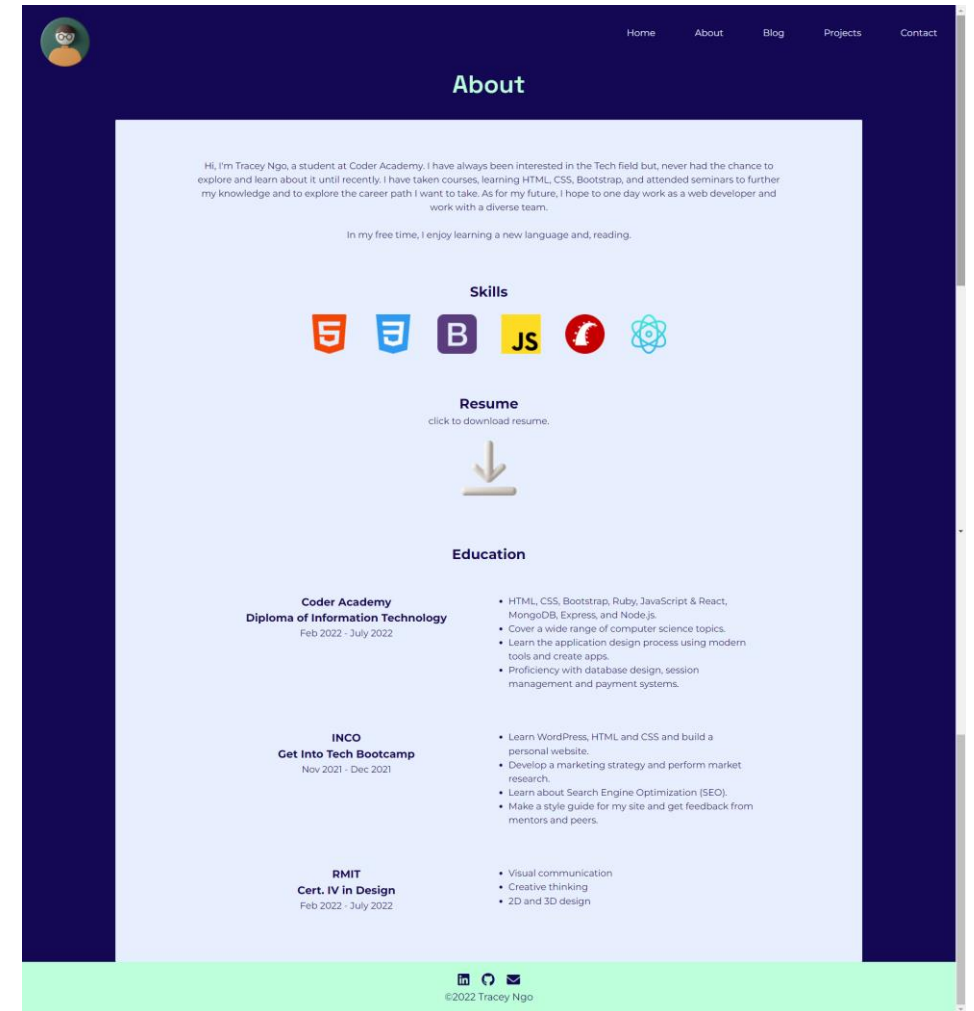 Home About Blog Projects Contact
About
Hi, I'm Tracey Ngo, a student at Coder Academy. I have always been interested in the Tech field but, never had the chance to
explore and learn about it until recently. I have taken courses, learning HTML, CSS, Bootstrap, and attended seminars to further
my knowledge and to explore the career path I want to take. As for my future, I hope to one day work as a web developer and
work with a diverse team.
In my free time, I enjoy learning a new language and, reading.
Skills
5
3
B
JS
Resume
click to download resume.
Education
Coder Academy
Diploma of Information Technology
Feb 2022 - July 2022
• HTML, CSS, Bootstrap, Ruby, JavaScript & React,
MongoDB, Express, and Node.js.
• Cover a wide range of computer science topics.
• Learn the application design process using modern
tools and create apps.
• Proficiency with database design, session
management and payment systems.
INCO
Get Into Tech Bootcamp
Nov 2021 - Dec 2021
• Learn WordPress, HTML and CSS and build a
personal website.
• Develop a marketing strategy and perform market
research.
• Learn about Search Engine Optimization (SEO).
• Make a style guide for my site and get feedback from
mentors and peers.
RMIT
Cert. IV in Design
Feb 2022 - July 2022
• Visual communication
• Creative thinking
• 2D and 3D design
in
©2022 Tracey Ngo